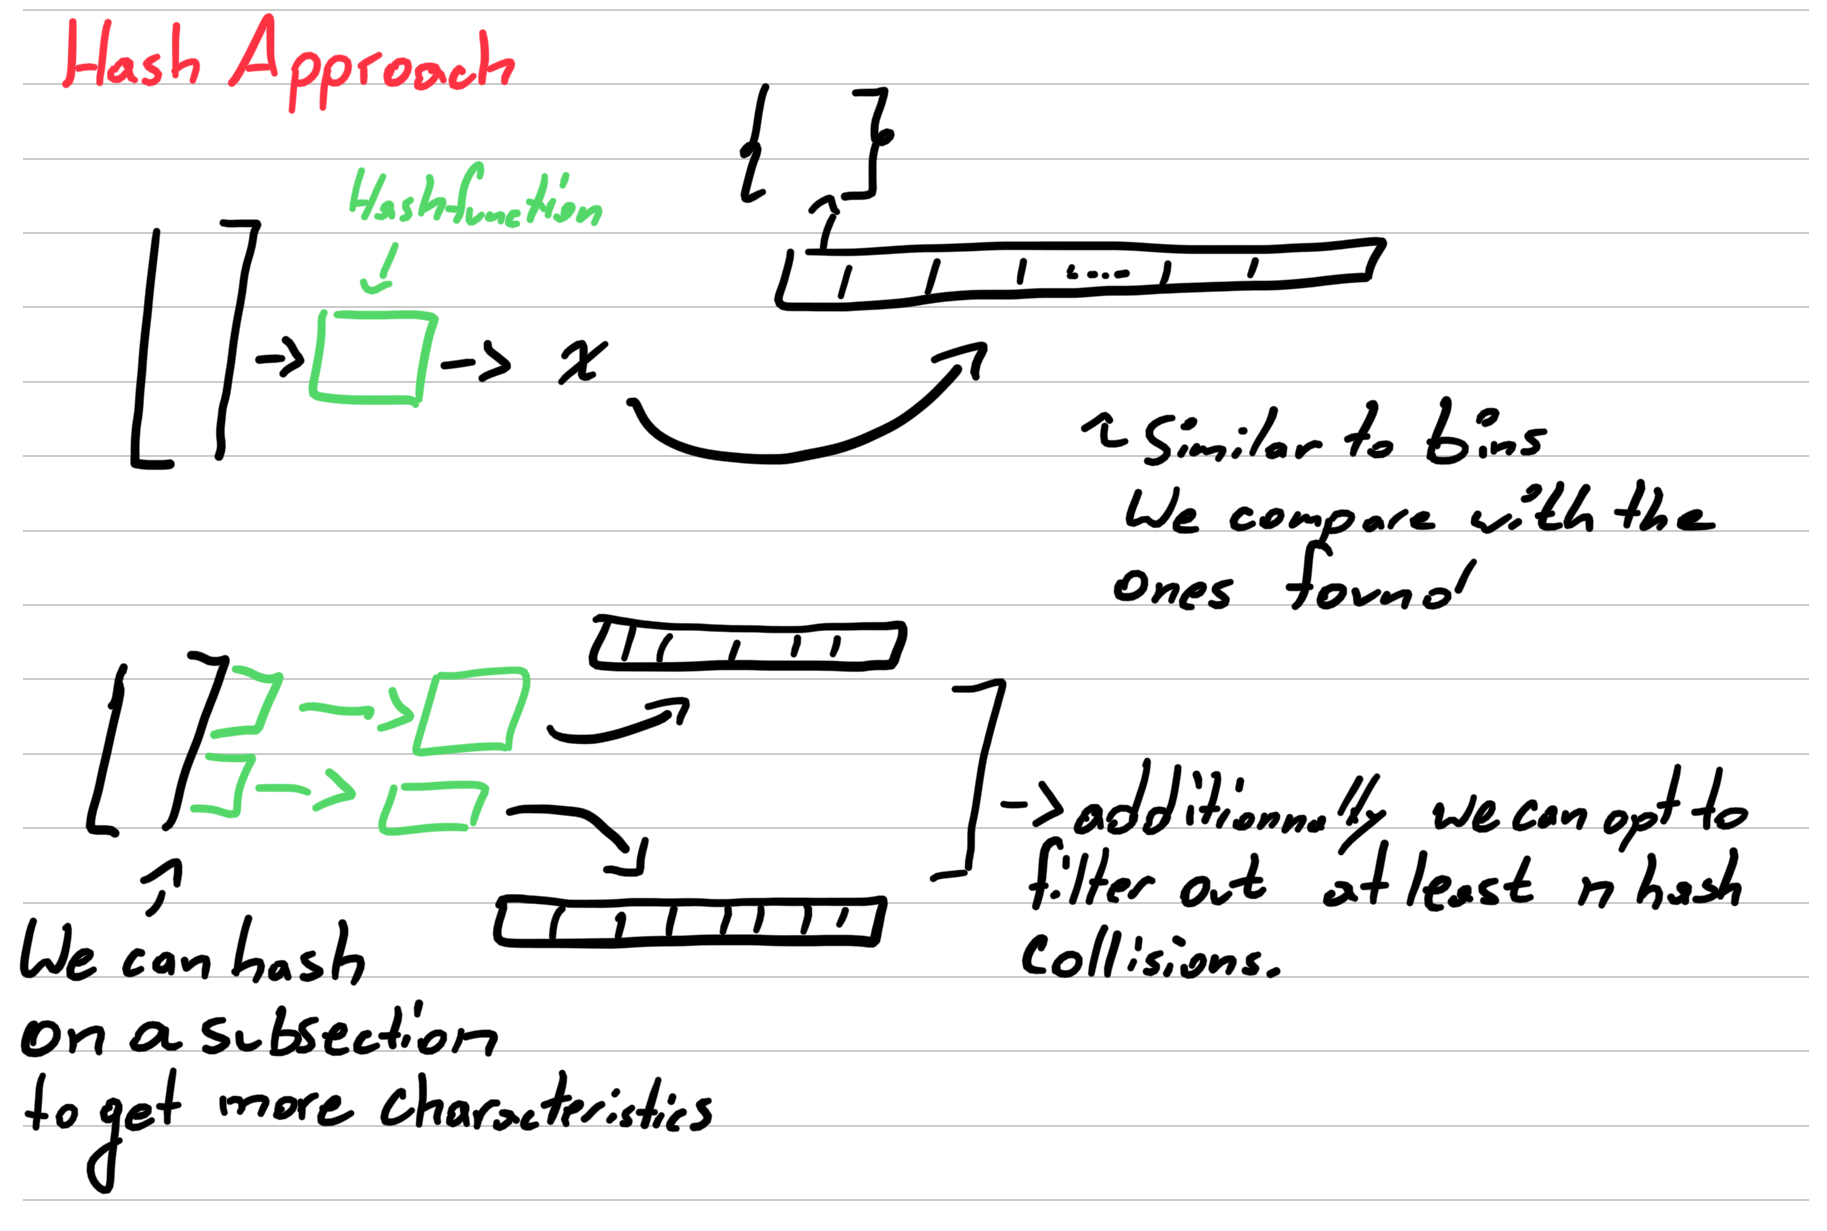 Hash Approach
Hashfunction
x
~ Similar to bins
We compare with the
ones found
-> additionnally we can opt to
filter out at least n hash
collisions.
We can hash
on a subsection
to get more characteristics